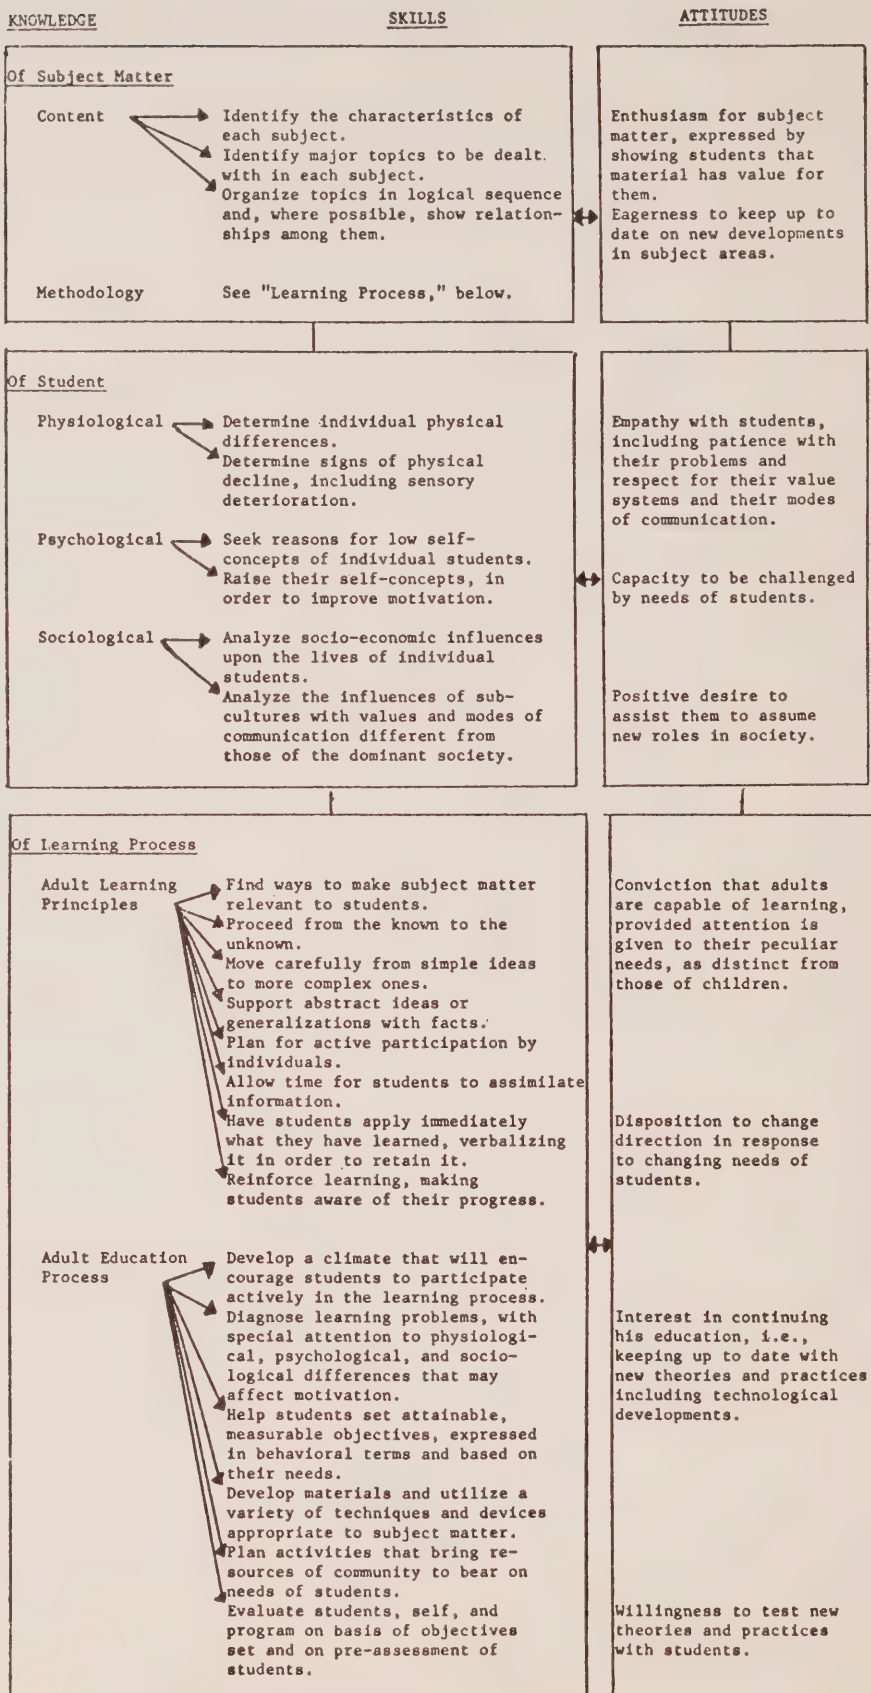 KNOWLEDGE SKILLS ATTITUDES
Of Subject Matter
Content
Identify the characteristics of
each subject.
Identify major topics to be dealt
with in each subject.
Organize topics in logical sequence
and, where possible, show relation-
ships among them.
Methodology
See "Learning Process," below.
Enthusiasm for subject
matter, expressed by
showing students that
material has value for
them.
Eagerness to keep up to
date on new developments
in subject areas.
Of Student
Physiological
Determine individual physical
differences.
Determine signs of physical
decline, including sensory
deterioration.
Psychological
Seek reasons for low self-
concepts of individual students.
Raise their self-concepts, in
order to improve motivation.
Sociological
Analyze socio-economic influences
upon the lives of individual
students.
Analyze the influences of sub-
cultures with values and modes of
communication different from
those of the dominant society.
Empathy with students,
including patience with
their problems and
respect for their value
systems and their modes
of communication.
Capacity to be challenged
by needs of students.
Positive desire to
assist them to assume
new roles in society.
Of Learning Process
Adult Learning
Principles
Find ways to make subject matter
relevant to students.
Proceed from the known to the
unknown.
Move carefully from simple ideas
to more complex ones.
Support abstract ideas or
generalizations with facts.
Plan for active participation by
individuals.
Allow time for students to assimilate
information.
Have students apply immediately
what they have learned, verbalizing
it in order to retain it.
Reinforce learning, making
students aware of their progress.
Adult Education
Process
Develop a climate that will en-
courage students to participate
actively in the learning process.
Diagnose learning problems, with
special attention to physiologi-
cal, psychological, and socio-
logical differences that may
affect motivation.
Help students set attainable,
measurable objectives, expressed
in behavioral terms and based on
their needs.
Develop materials and utilize a
variety of techniques and devices
appropriate to subject matter.
Plan activities that bring re-
sources of community to bear on
needs of students.
Evaluate students, self, and
program on basis of objectives
set and on pre-assessment of
students.
Conviction that adults
are capable of learning,
provided attention is
given to their peculiar
needs, as distinct from
those of children.
Disposition to change
direction in response
to changing needs of
students.
Interest in continuing
his education, i.e.,
keeping up to date with
new theories and practices
including technological
developments.
Willingness to test new
theories and practices
with students.